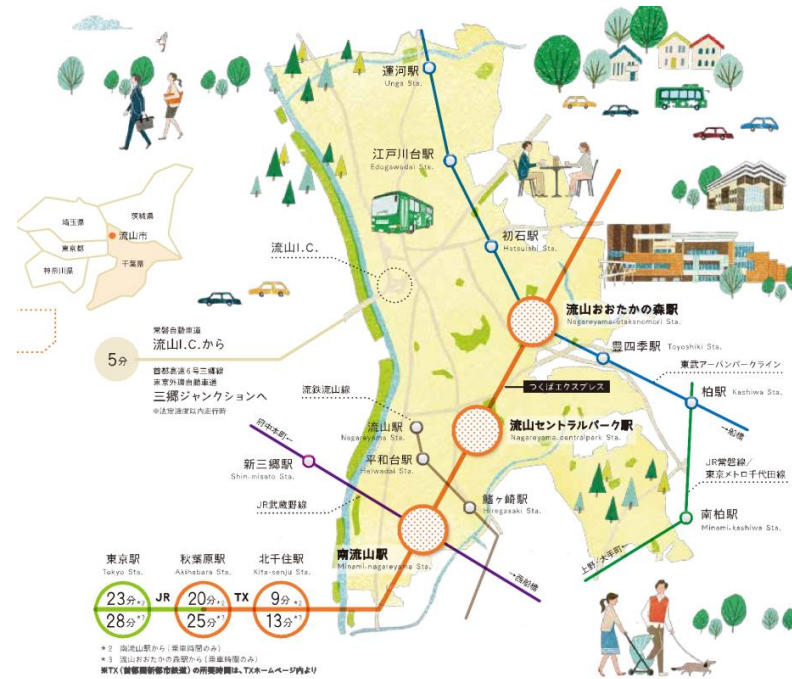 運河駅
Unga Sta.
江戸川台駅
Edogawadai Sta.
初石駅
Hatsuishi Sta.
埼玉県
茨城県
東京都
流山市
神奈川県
千葉県
流山I.C.
流山おおたかの森駅
Nagareyama-otakanomori Sta.
5分
常磐自動車道
流山I.C.から
首都高速6号三郷線
東京外環自動車道
三郷ジャンクションへ
※法定速度以内走行時
豊四季駅 Toyoshiki Sta.
東武アーバンパークライン
つくばエクスプレス
柏駅 Kashiwa Sta.
→船橋
流鉄流山線
流山駅
Nagareyama Sta.
流山セントラルパーク駅
Nagareyama-centralpark Sta.
府中本町←
平和台駅
Heiwadai Sta.
新三郷駅
Shin-misato Sta.
JR常磐線/
東京メトロ千代田線
JR武蔵野線
鰭ヶ崎駅
Hiregasaki Sta.
南柏駅
Minami-kashiwa Sta.
上野/大手町←
南流山駅
Minami-nagareyama Sta.
→西船橋
東京駅
Tokyo Sta.
秋葉原駅
Akihabara Sta.
北千住駅
Kita-senju Sta.
23分*2 JR 20分*2 TX 9分*2
28分*3 25分*3 13分*3
*2 南流山駅から(乗車時間のみ)
*3 流山おおたかの森駅から(乗車時間のみ)
※TX(首都圏新都市鉄道)の所要時間は、TXホームページ内より